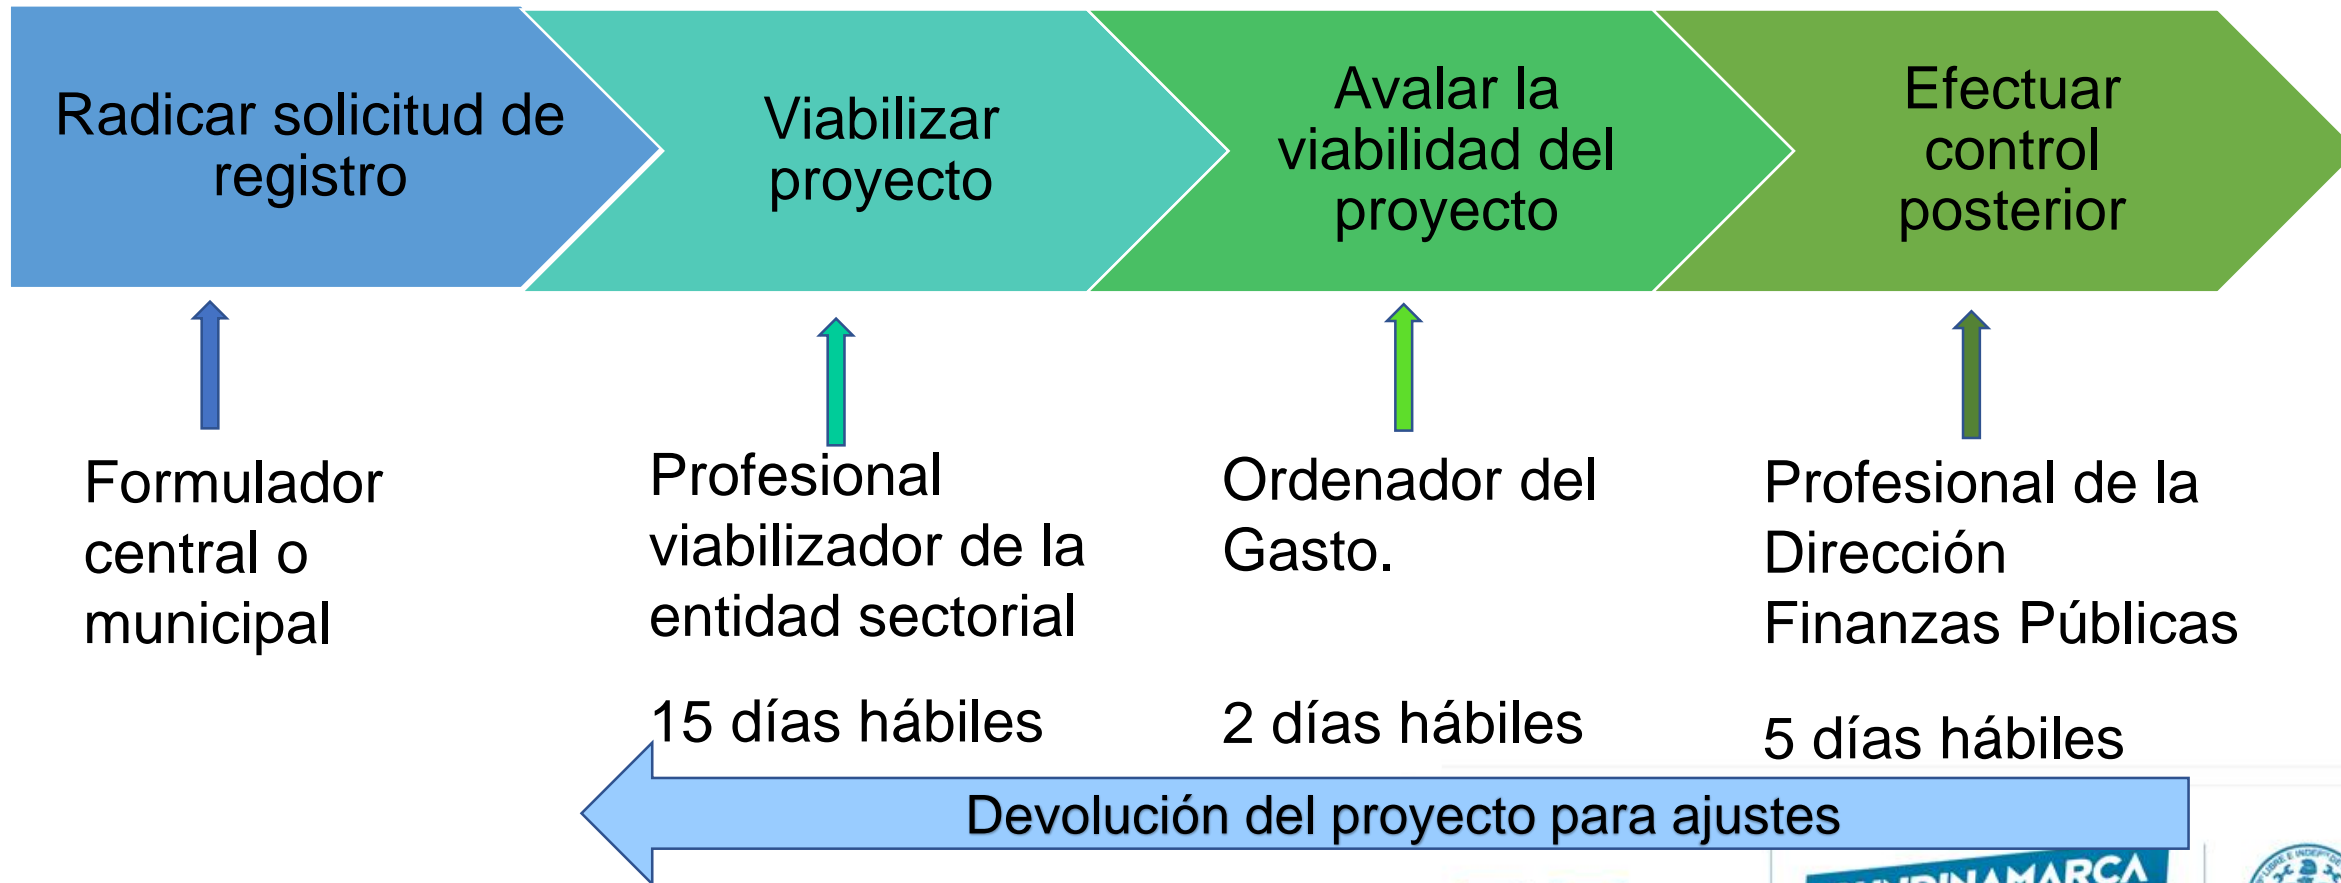 Radicar solicitud de
registro
Viabilizar
proyecto
Avalar la
viabilidad del
proyecto
Efectuar
control
posterior
Formulador
central o
municipal
Profesional
viabilizador de la
entidad sectorial
15 días hábiles
Ordenador del
Gasto.
2 días hábiles
Profesional de la
Dirección
Finanzas Públicas
5 días hábiles
Devolución del proyecto para ajustes